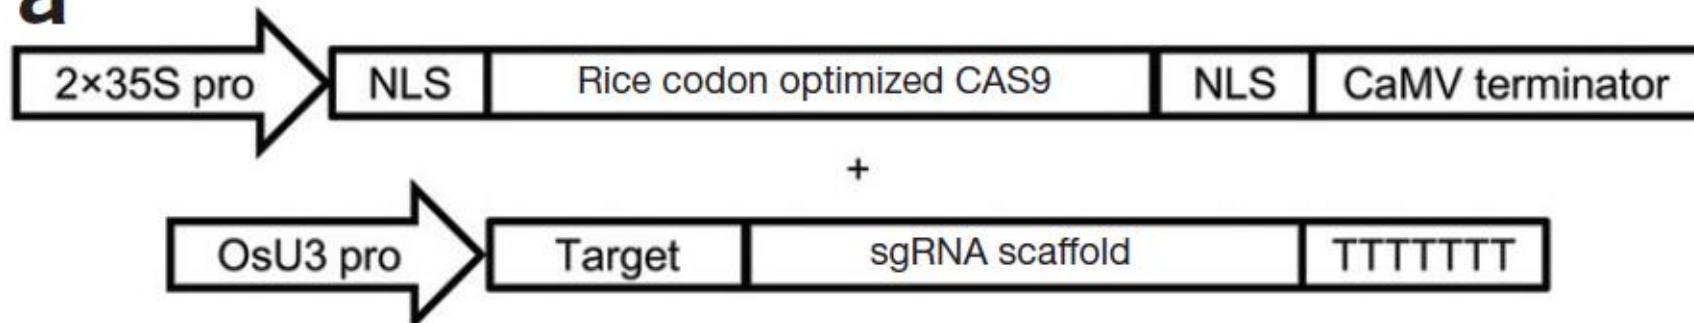 a
2×35S pro NLS Rice codon optimized CAS9 NLS CaMV terminator
+
OsU3 pro Target sgRNA scaffold TTTTTTT